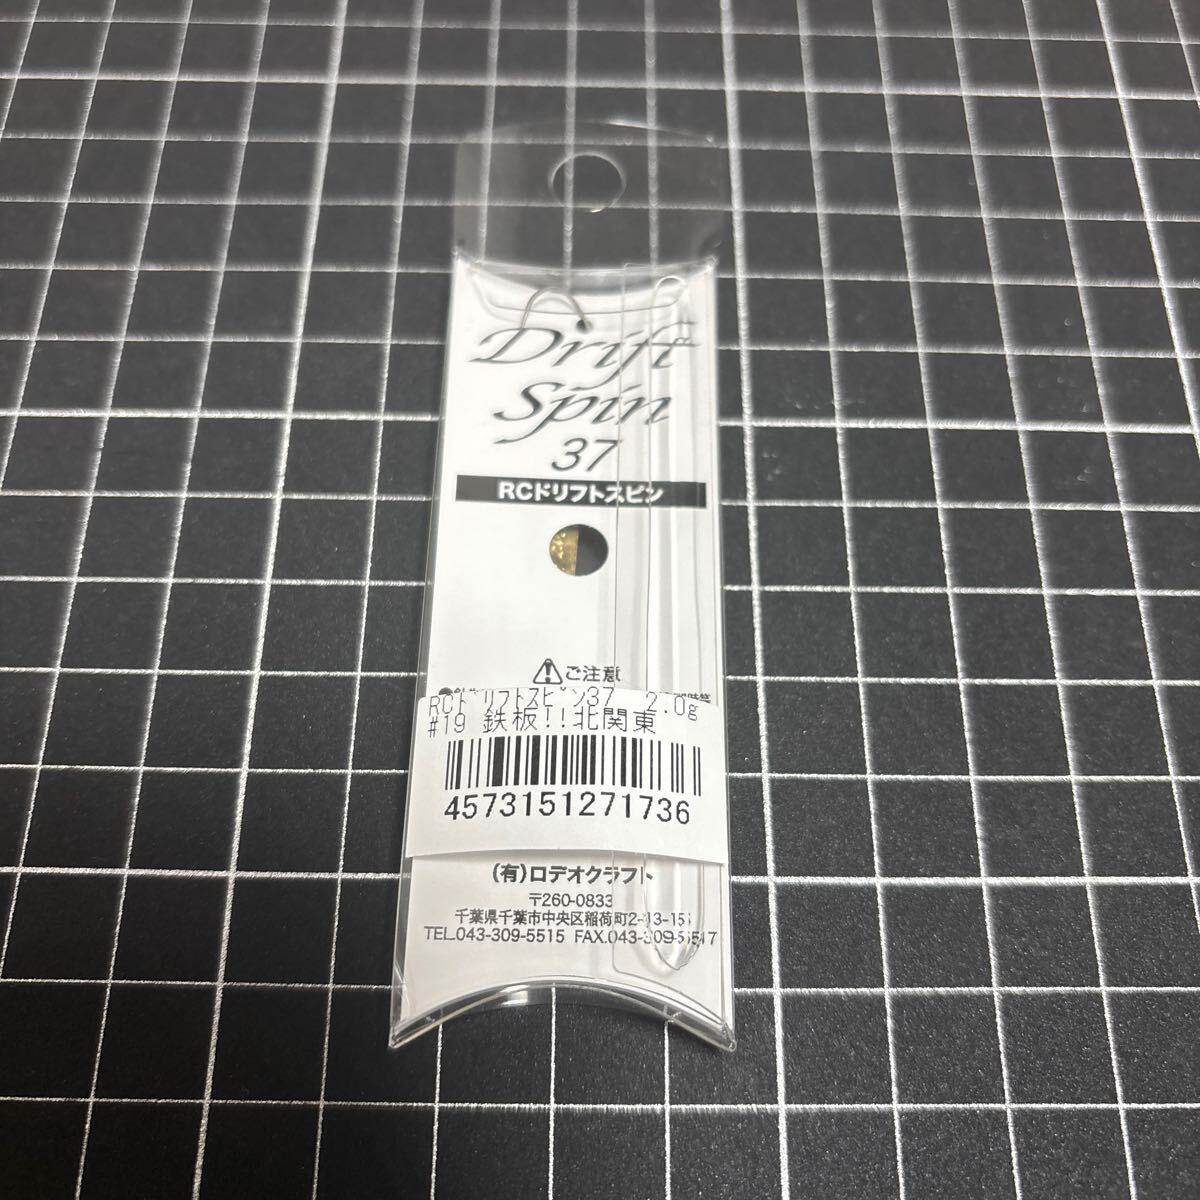 Drift
Spin
37
RCドリフトスピン
ご注意
RCドリフトスピン37 2.0g
#19 鉄板!!北関東
4573151271736
(有)ロデオクラフト
〒260-0833
千葉県千葉市中央区稲荷町2-13-151
TEL.043-309-5515 FAX.043-309-5517